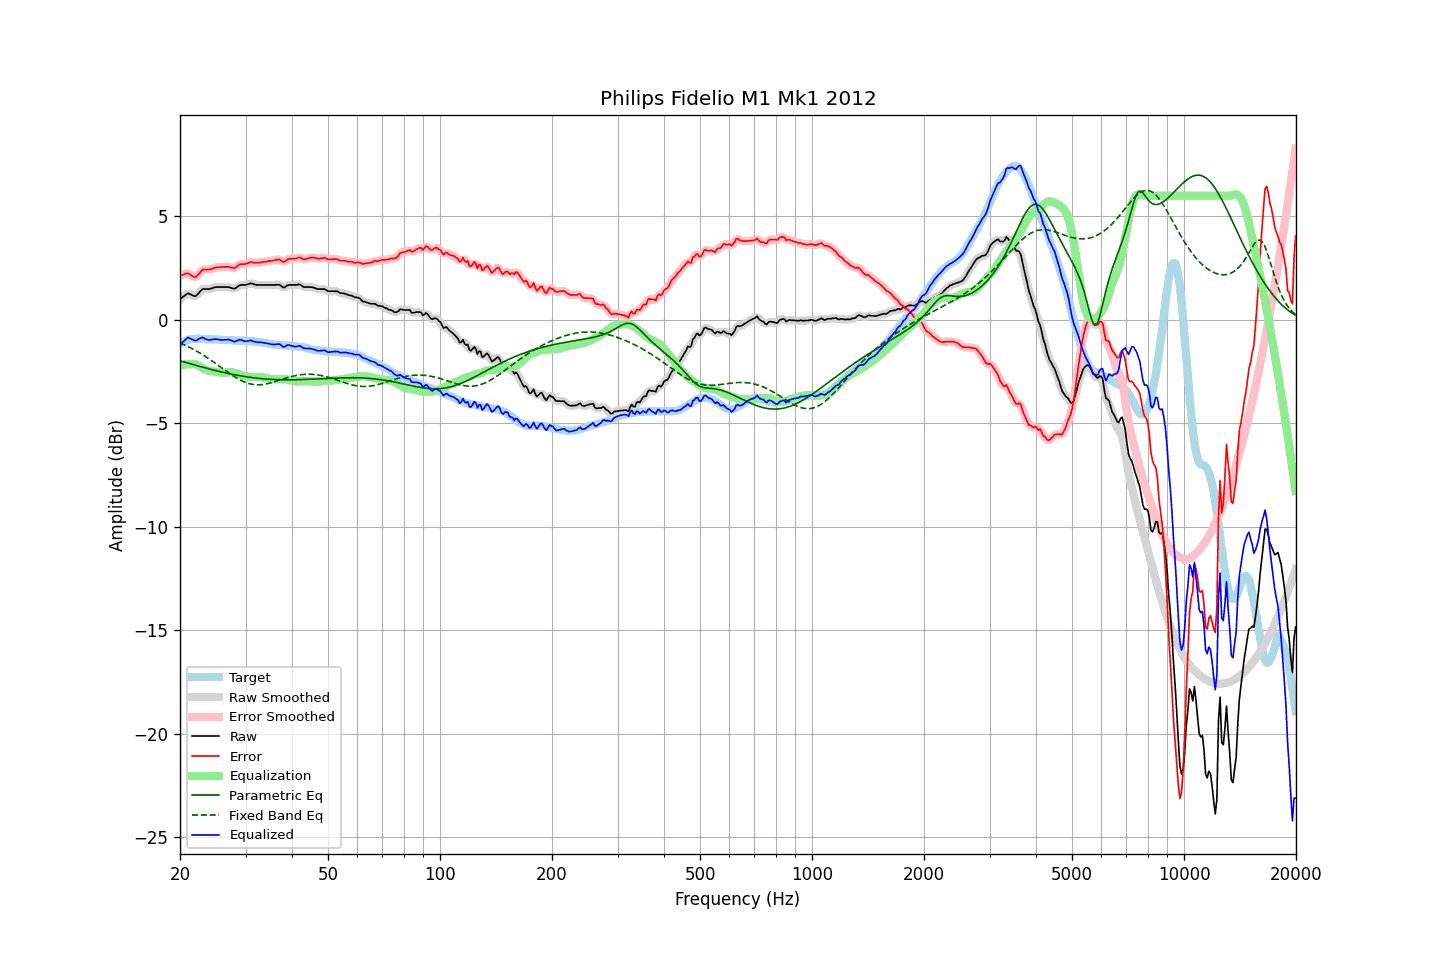 Philips Fidelio M1 Mk1 2012
Amplitude (dBr)
5
0
−5
−10
−15
−20
−25
Target
Raw Smoothed
Error Smoothed
Raw
Error
Equalization
Parametric Eq
Fixed Band Eq
Equalized
20 50 100 200 500 1000 2000 5000 10000 20000
Frequency (Hz)